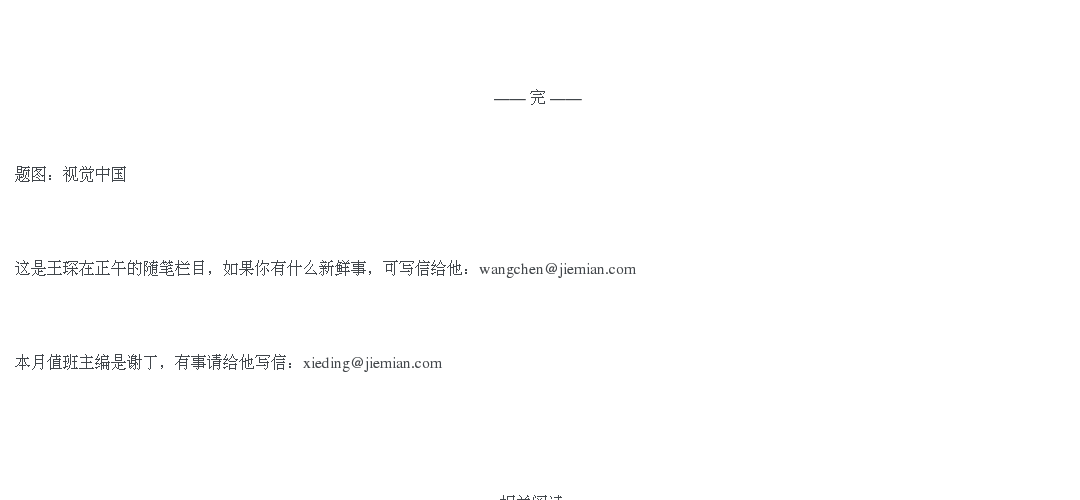 —— 完 ——
题图：视觉中国
这是王琛在正午的随笔栏目，如果你有什么新鲜事，可写信给他：wangchen@jiemian.com
本月值班主编是谢丁，有事请给他写信：xieding@jiemian.com